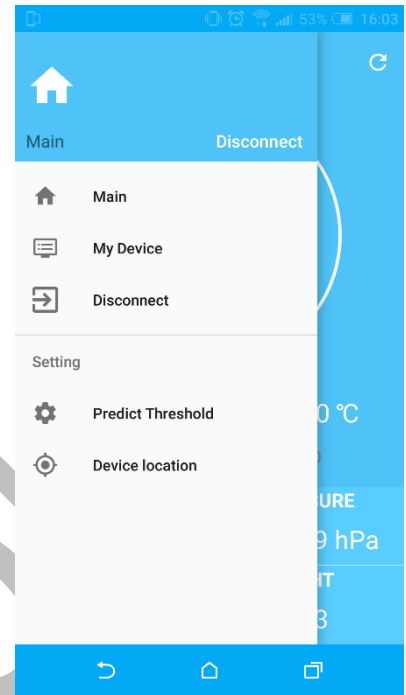 53% 16:03
Main Disconnect
Main
My Device
Disconnect
Setting
Predict Threshold
Device location
0 °C
URE
9 hPa
HT
3